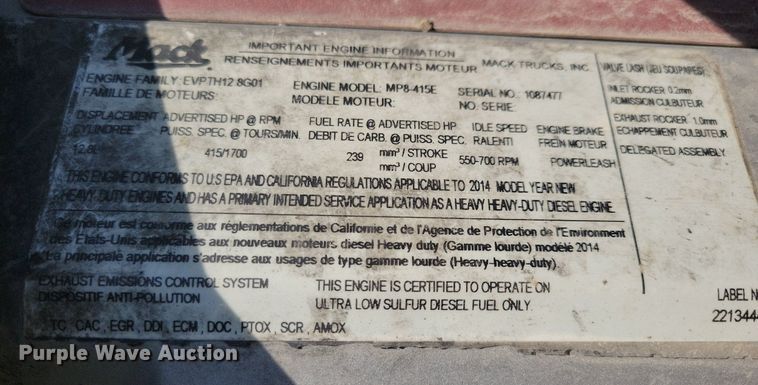 Mack
IMPORTANT ENGINE INFORMATION
RENSEIGNEMENTS IMPORTANTS MOTEUR MACK TRUCKS, INC.
ENGINE FAMILY: EVPTH12.8G01 ENGINE MODEL: MP8-415E SERIAL NO.: 1087477
FAMILLE DE MOTEURS: MODELE MOTEUR: NO. SERIE:
DISPLACEMENT ADVERTISED HP @ RPM FUEL RATE @ ADVERTISED HP IDLE SPEED ENGINE BRAKE
CYLINDREE PUISS. SPEC. @ TOURS/MIN. DEBIT DE CARB. @ PUISS. SPEC. RALENTI FREIN MOTEUR
12.8L 415/1700 239 mm³ / STROKE 550-700 RPM POWERLEASH
mm³ / COUP
THIS ENGINE CONFORMS TO U.S EPA AND CALIFORNIA REGULATIONS APPLICABLE TO 2014 MODEL YEAR NEW
HEAVY-DUTY ENGINES AND HAS A PRIMARY INTENDED SERVICE APPLICATION AS A HEAVY HEAVY-DUTY DIESEL ENGINE.
Ce moteur est conforme aux réglementations de Californie et de l'Agence de Protection de l'Environment
des Etats-Unis applicables aux nouveaux moteurs diesel Heavy duty (Gamme lourde) modèle 2014
La principale application s'adresse aux usages de type gamme lourde (Heavy-heavy-duty).
EXHAUST EMISSIONS CONTROL SYSTEM THIS ENGINE IS CERTIFIED TO OPERATE ON
DISPOSITIF ANTI-POLLUTION ULTRA LOW SULFUR DIESEL FUEL ONLY.
TC , CAC , EGR , DDI , ECM , DOC , PTOX , SCR , AMOX
VALVE LASH (JEU SOUPAPES)
INLET ROCKER 0.2mm
ADMISSION CULBUTEUR
EXHAUST ROCKER 1.0mm
ECHAPPEMENT CULBUTEUR
DELEGATED ASSEMBLY
LABEL N
221344
Purple Wave Auction